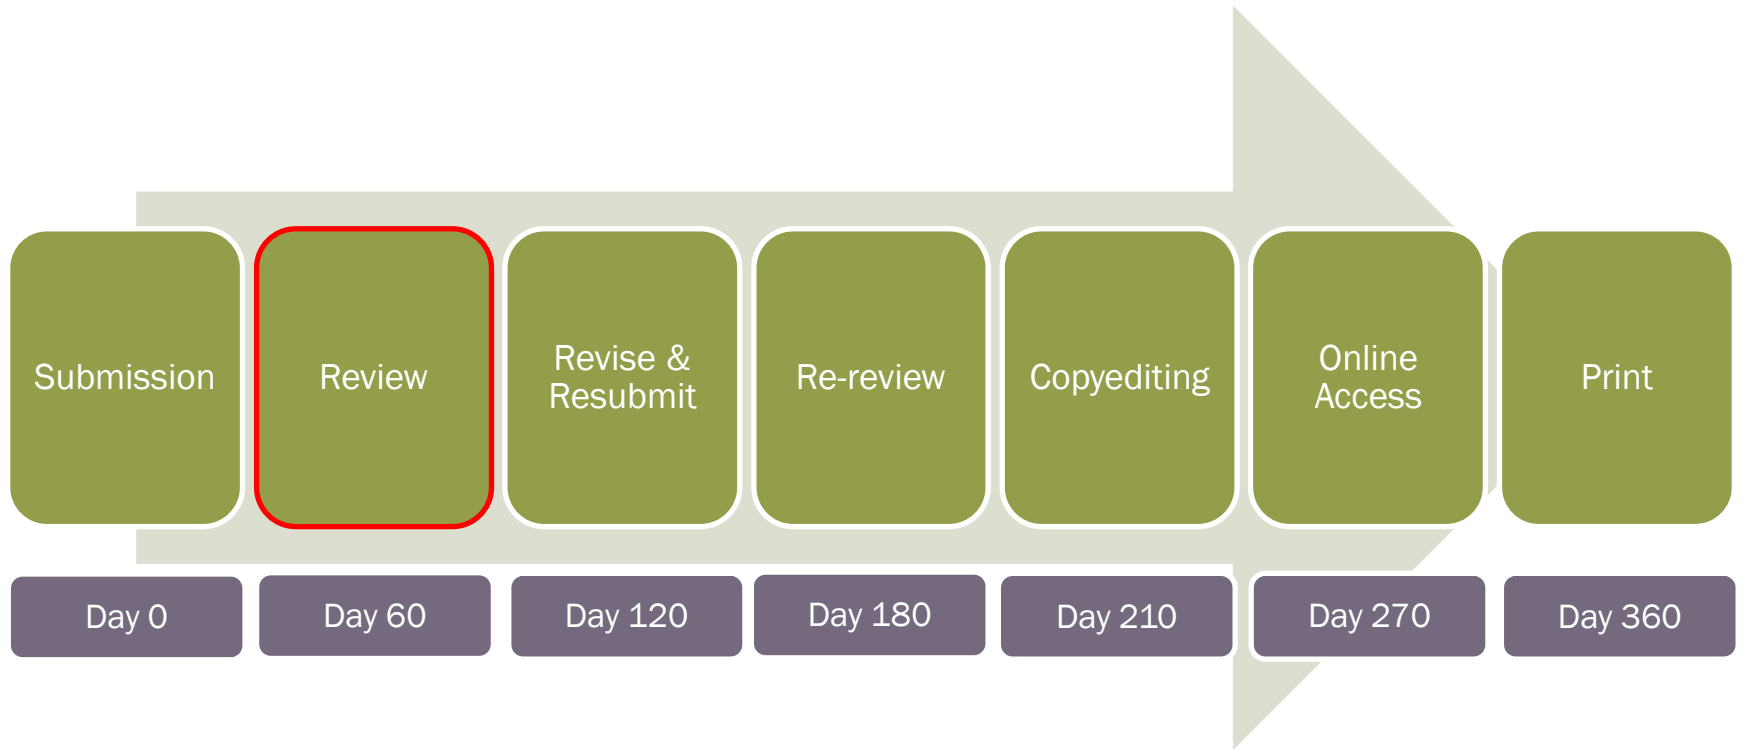 Submission
Review
Revise &
Resubmit
Re-review
Copyediting
Online
Access
Print
Day 0
Day 60
Day 120
Day 180
Day 210
Day 270
Day 360